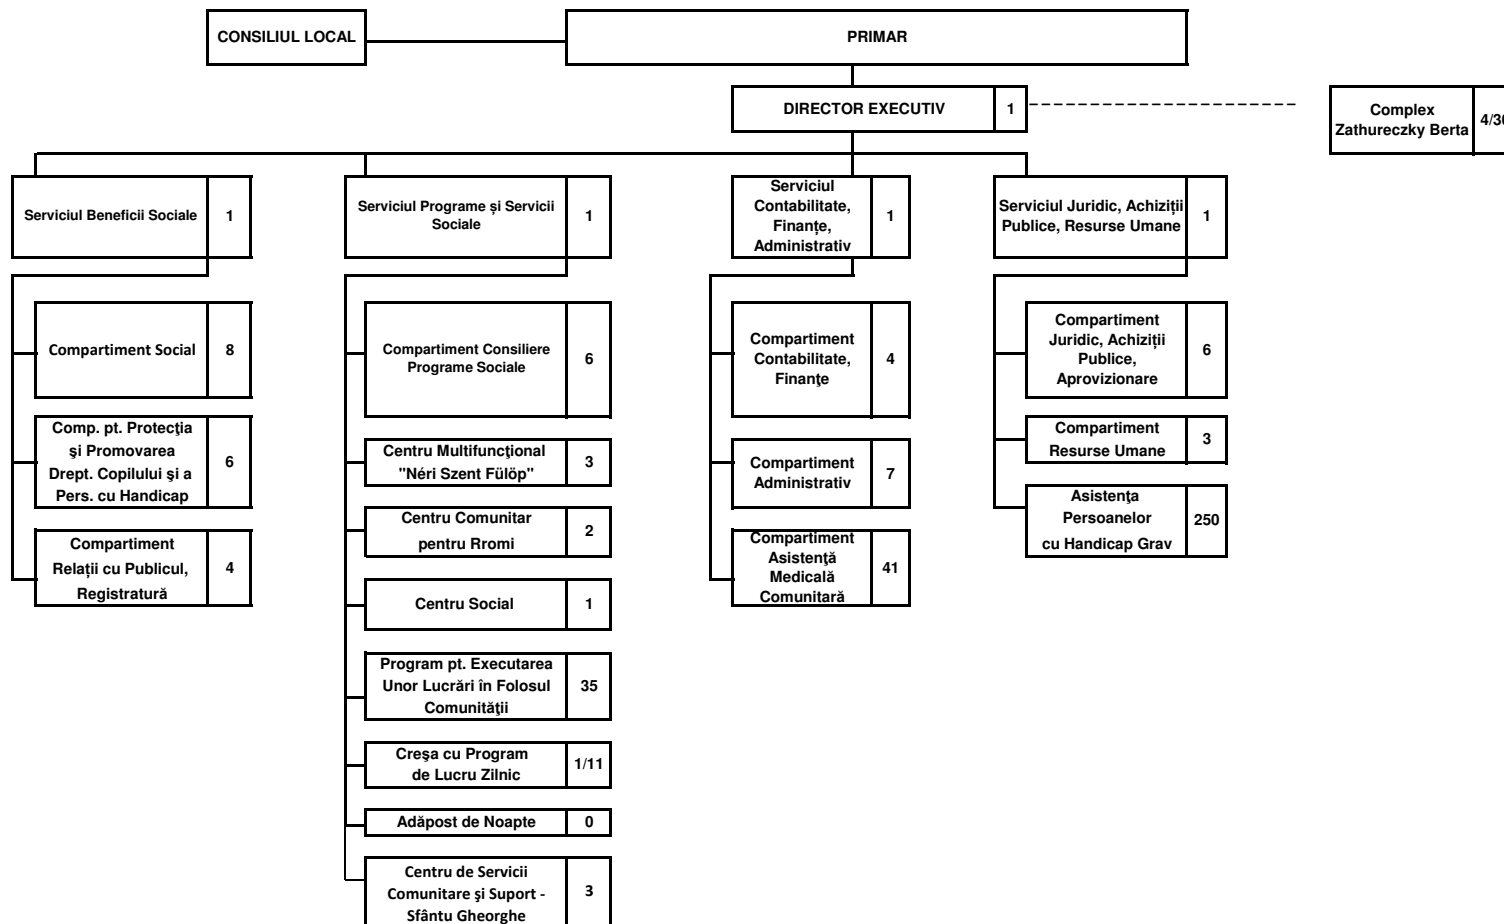 CONSILIUL LOCAL
PRIMAR
DIRECTOR EXECUTIV
1
Complex
Zathureczky Berta
Serviciul Beneficii Sociale
1
Serviciul Programe și Servicii
Sociale
1
Serviciul
Contabilitate,
Finanțe,
Administrativ
1
Serviciul Juridic, Achiziții
Publice, Resurse Umane
1
Compartiment Social
8
Comp. pt. Protecţia
şi Promovarea
Drept. Copilului şi a
Pers. cu Handicap
6
Compartiment
Relații cu Publicul,
Registratură
4
Compartiment Consiliere
Programe Sociale
6
Centru Multifuncţional
"Néri Szent Fülöp"
3
Centru Comunitar
pentru Rromi
2
Centru Social
1
Program pt. Executarea
Unor Lucrări în Folosul
Comunităţii
35
Creşa cu Program
de Lucru Zilnic
1/11
Adăpost de Noapte
0
Centru de Servicii
Comunitare şi Suport -
Sfântu Gheorghe
3
Compartiment
Contabilitate,
Finanţe
4
Compartiment
Administrativ
7
Compartiment
Asistenţă
Medicală
Comunitară
41
Compartiment
Juridic, Achiziții
Publice,
Aprovizionare
6
Compartiment
Resurse Umane
3
Asistenţa
Persoanelor
cu Handicap Grav
250